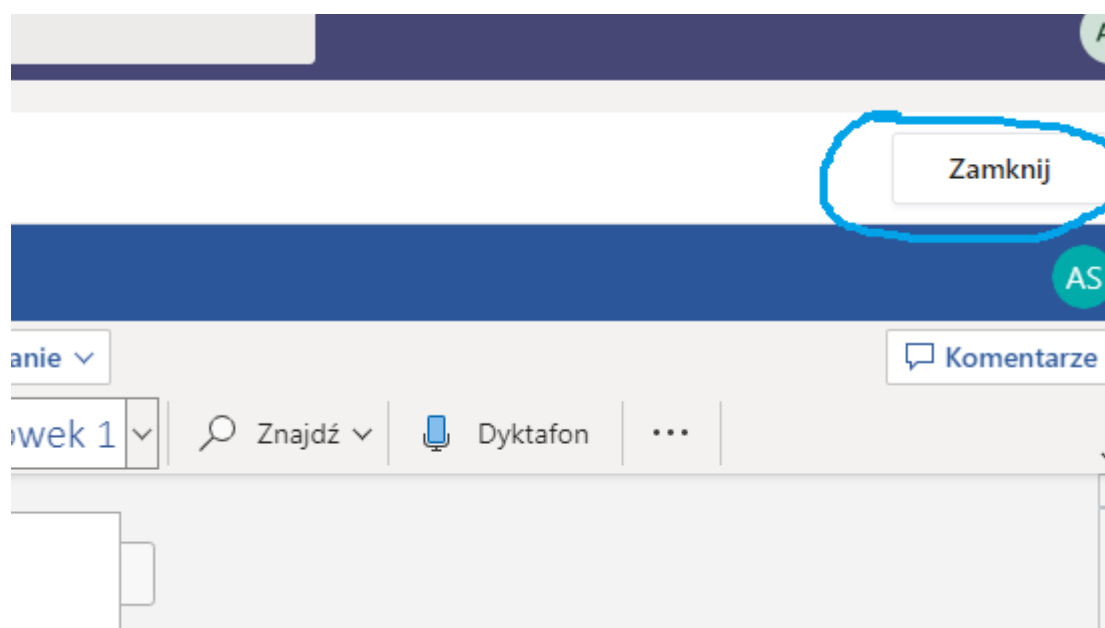 A
Zamknij
AS
anie
Komentarze
owek 1
Znajdź
Dyktafon